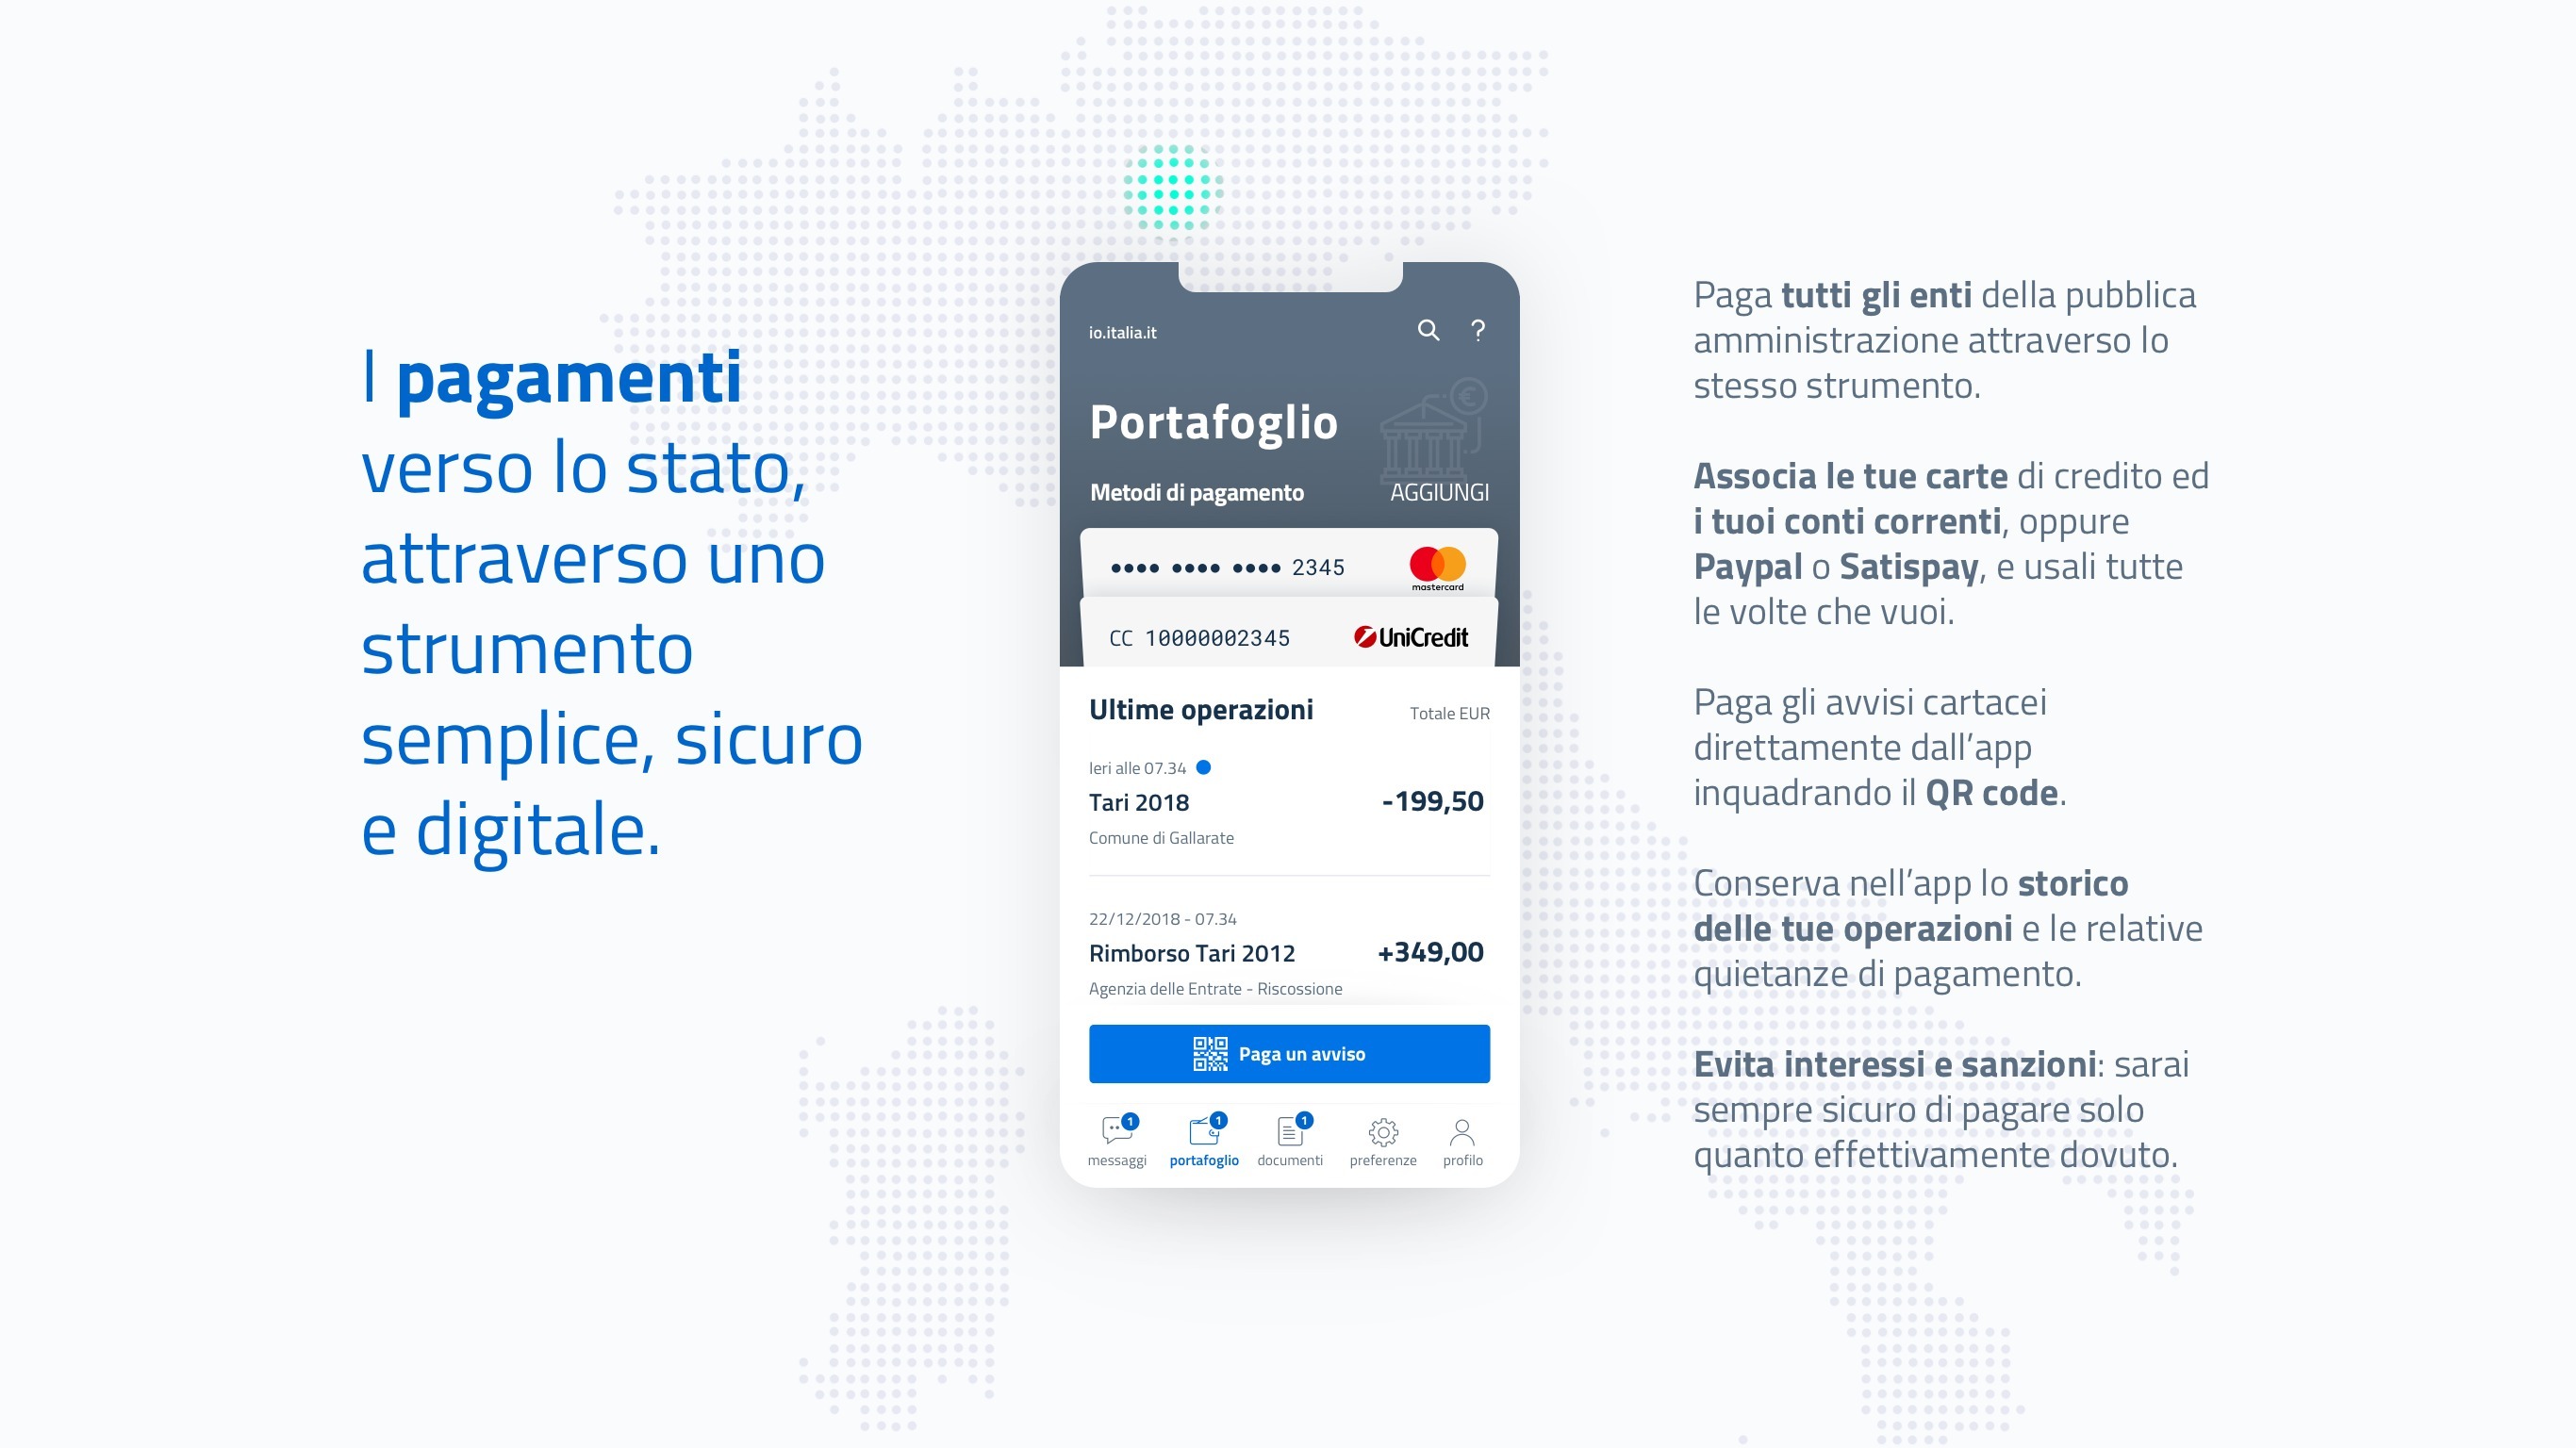 I pagamenti
verso lo stato,
attraverso uno
strumento
semplice, sicuro
e digitale.
io.italia.it
?
Portafoglio
Metodi di pagamento AGGIUNGI
•••• •••• •••• 2345 mastercard
CC 10000002345 UniCredit
Ultime operazioni Totale EUR
Ieri alle 07.34
Tari 2018 -199,50
Comune di Gallarate
22/12/2018 - 07.34
Rimborso Tari 2012 +349,00
Agenzia delle Entrate - Riscossione
Paga un avviso
1 1 1
messaggi portafoglio documenti preferenze profilo
Paga tutti gli enti della pubblica
amministrazione attraverso lo
stesso strumento.
Associa le tue carte di credito ed
i tuoi conti correnti, oppure
Paypal o Satispay, e usali tutte
le volte che vuoi.
Paga gli avvisi cartacei
direttamente dall’app
inquadrando il QR code.
Conserva nell’app lo storico
delle tue operazioni e le relative
quietanze di pagamento.
Evita interessi e sanzioni: sarai
sempre sicuro di pagare solo
quanto effettivamente dovuto.